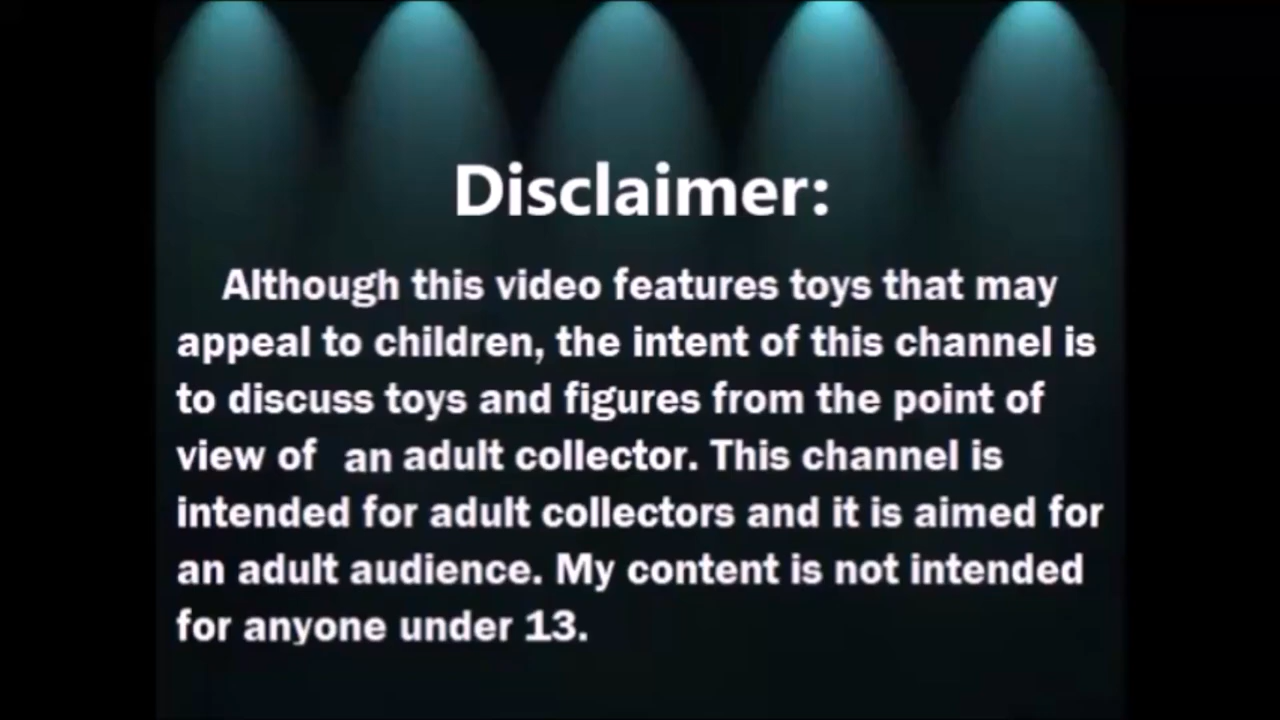 Disclaimer:
Although this video features toys that may
appeal to children, the intent of this channel is
to discuss toys and figures from the point of
view of an adult collector. This channel is
intended for adult collectors and it is aimed for
an adult audience. My content is not intended
for anyone under 13.